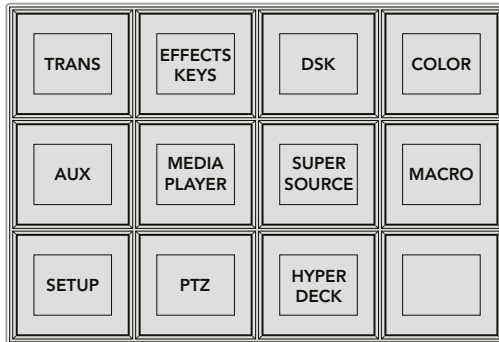 TRANS
EFFECTS
KEYS
DSK
COLOR
AUX
MEDIA
PLAYER
SUPER
SOURCE
MACRO
SETUP
PTZ
HYPER
DECK